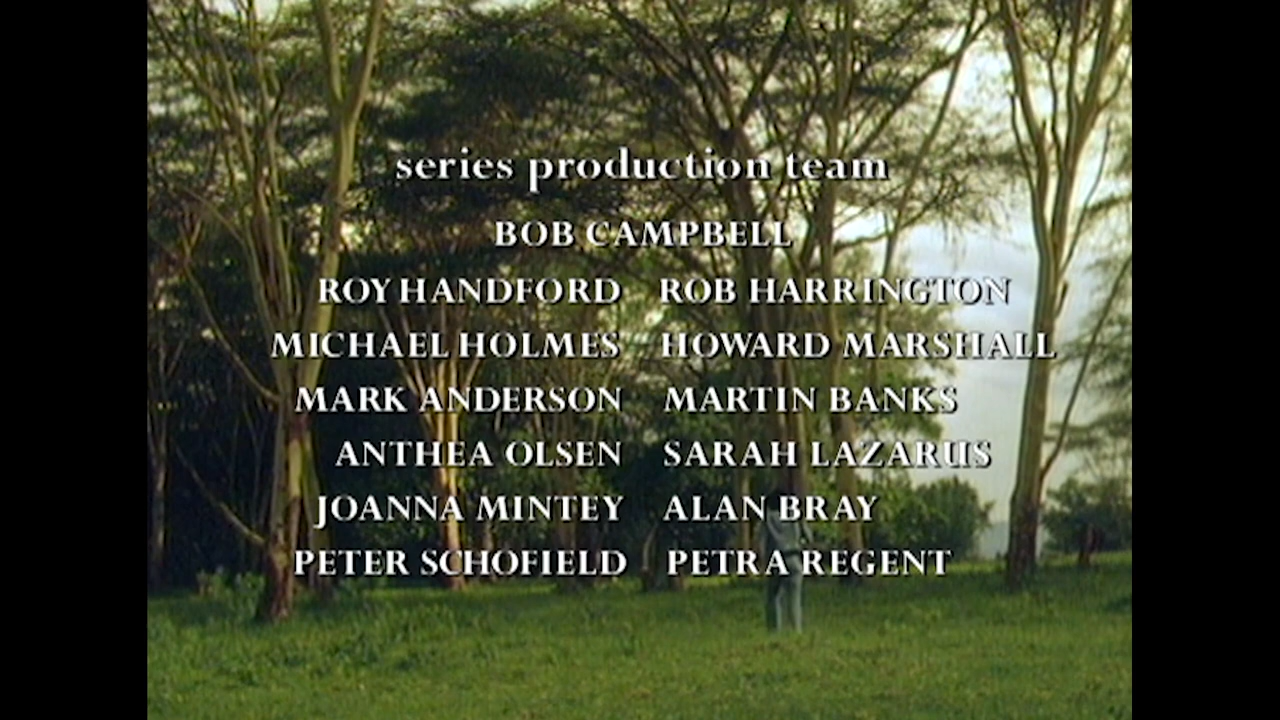 series production team
BOB CAMPBELL
ROY HANDFORD ROB HARRINGTON
MICHAEL HOLMES HOWARD MARSHALL
MARK ANDERSON MARTIN BANKS
ANTHEA OLSEN SARAH LAZARUS
JOANNA MINTEY ALAN BRAY
PETER SCHOFIELD PETRA REGENT